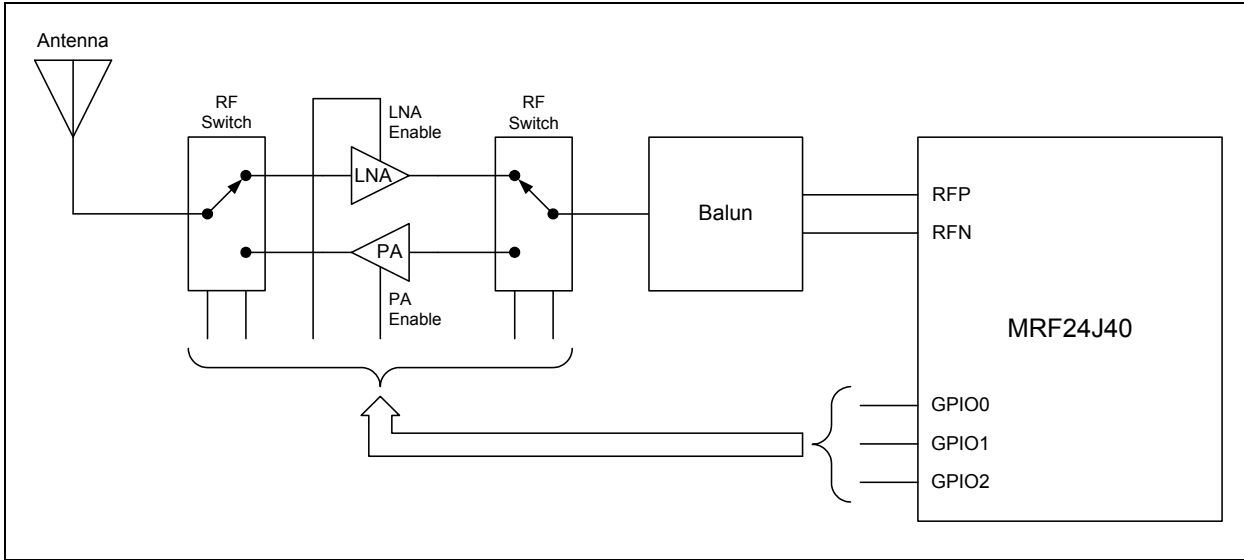 Antenna
RF
Switch
LNA
Enable
RF
Switch
LNA
PA
PA
Enable
Balun
RFP
RFN
MRF24J40
GPIO0
GPIO1
GPIO2